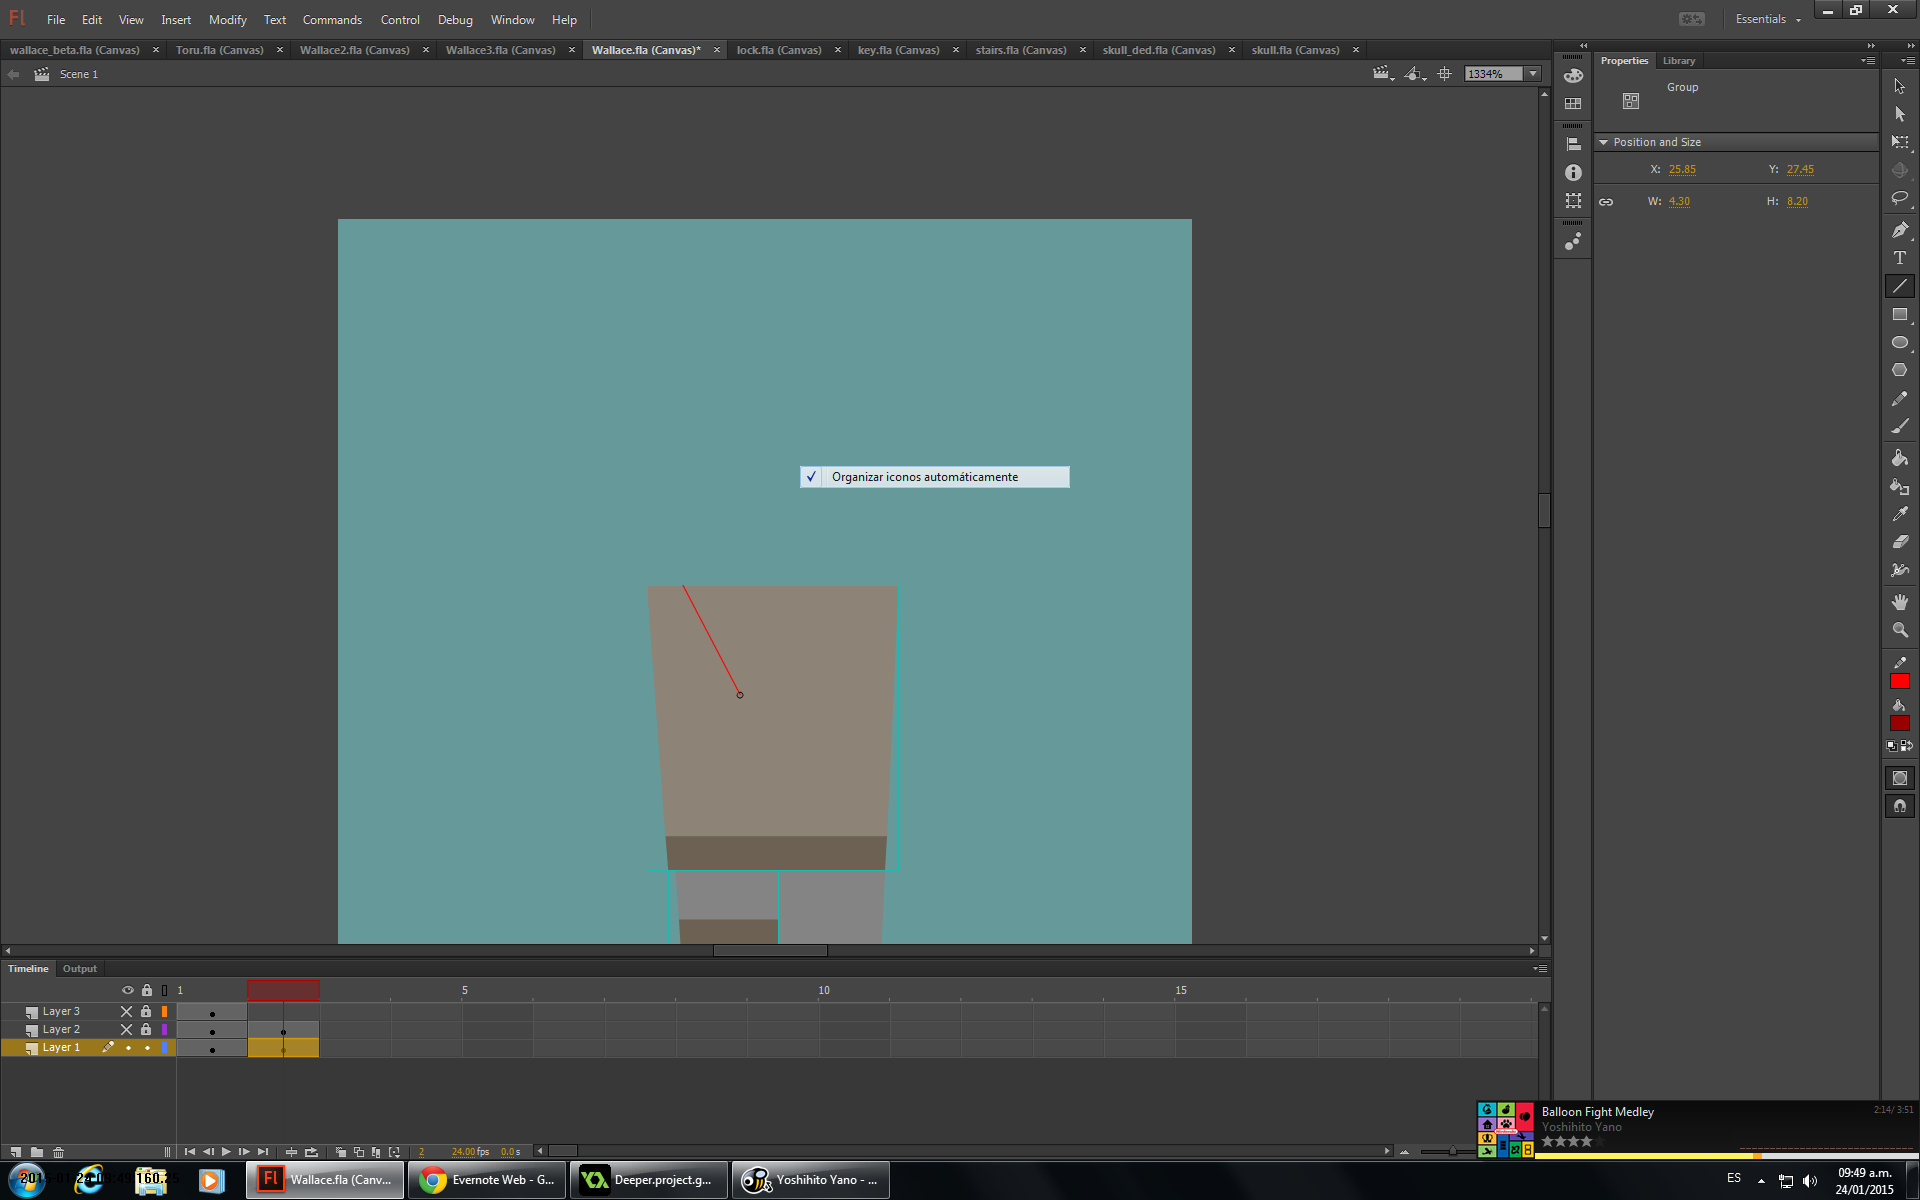 Fl File Edit View Insert Modify Text Commands Control Debug Window Help Essentials
wallace_beta.fla (Canvas) Toru.fla (Canvas) Wallace2.fla (Canvas) Wallace3.fla (Canvas) Wallace.fla (Canvas)* lock.fla (Canvas) key.fla (Canvas) stairs.fla (Canvas) skull_ded.fla (Canvas) skull.fla (Canvas)
Scene 1 1334%
Properties Library
Group
Position and Size
X: 25.85 Y: 27.45
W: 4.30 H: 8.20
T
✓ Organizar iconos automáticamente
Timeline Output
1 5 10 15
Layer 3
Layer 2
Layer 1
2 24.00 fps 0.0 s
Balloon Fight Medley 2:14/ 3:51
Yoshihito Yano
Fl Wallace.fla (Canv...
Evernote Web - G...
Deeper.project.g...
Yoshihito Yano - ...
ES
09:49 a.m.
24/01/2015